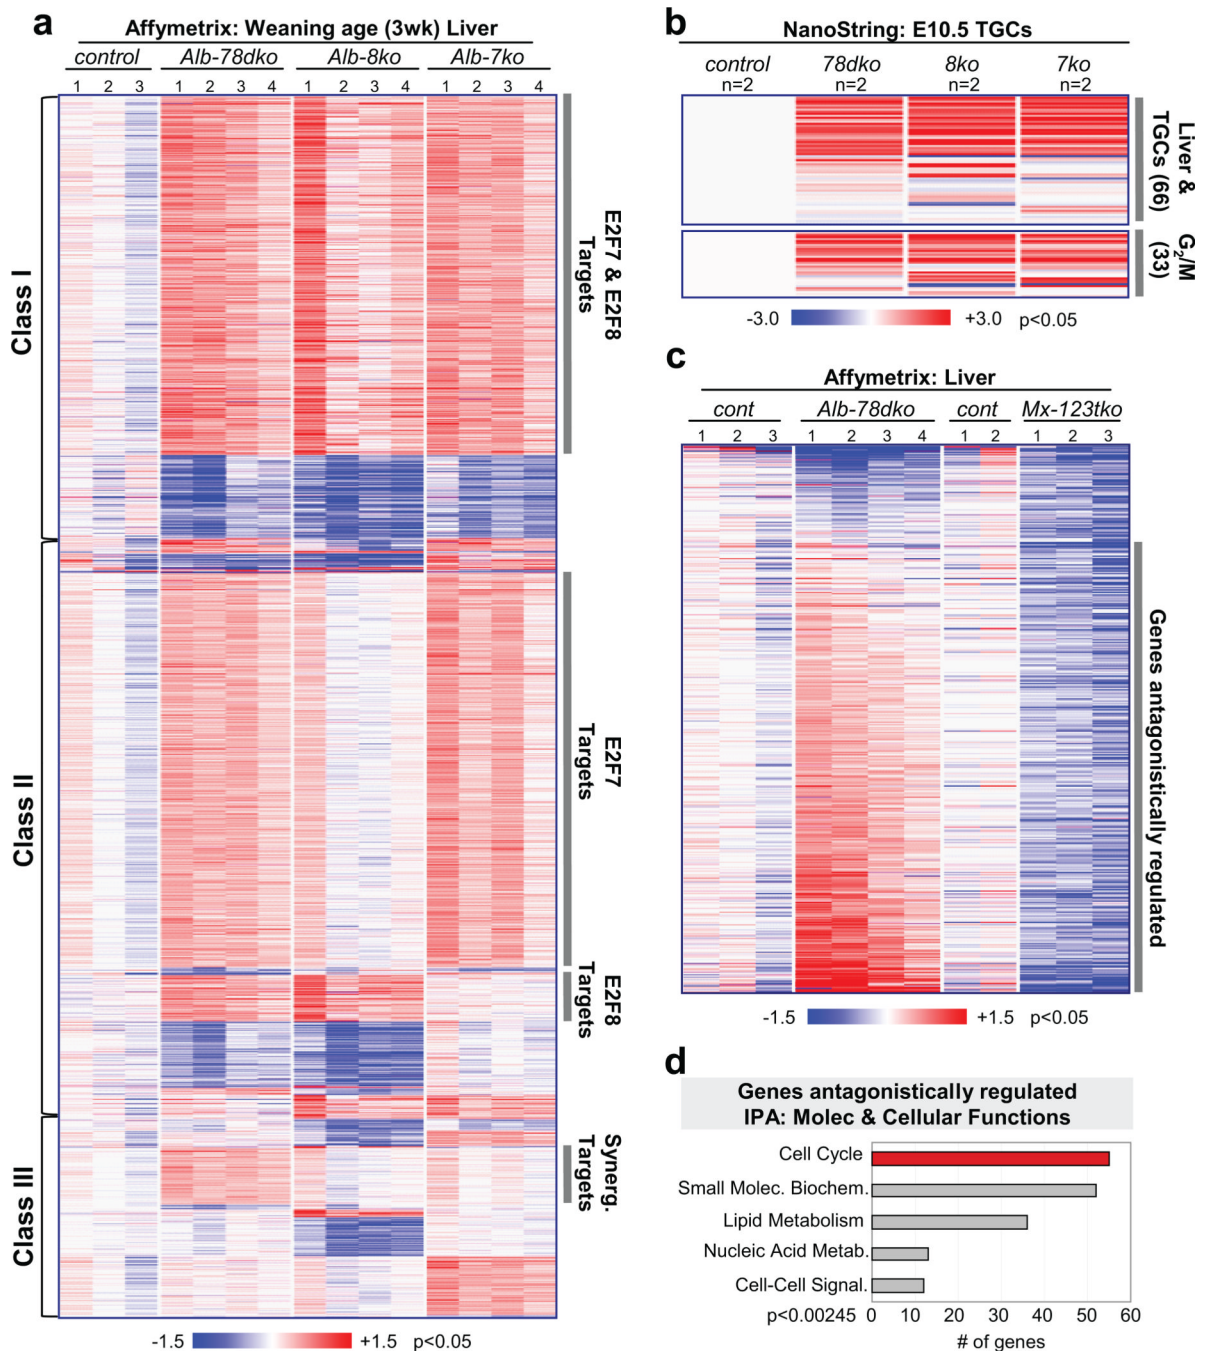 a
Affymetrix: Weaning age (3wk) Liver
control Alb-78dko Alb-8ko Alb-7ko
1 2 3 1 2 3 4 1 2 3 4 1 2 3 4
Class I
E2F7 & E2F8
Targets
Class II
E2F7
Targets
E2F8
Targets
Class III
Synerg.
Targets
-1.5 +1.5 p<0.05
b
NanoString: E10.5 TGCs
control 78dko 8ko 7ko
n=2 n=2 n=2 n=2
Liver &
TGCs (66)
G2/M
(33)
-3.0 +3.0 p<0.05
c
Affymetrix: Liver
cont Alb-78dko cont Mx-123tko
1 2 3 1 2 3 4 1 2 1 2 3
Genes antagonistically regulated
-1.5 +1.5 p<0.05
d
Genes antagonistically regulated
IPA: Molec & Cellular Functions
Cell Cycle
Small Molec. Biochem.
Lipid Metabolism
Nucleic Acid Metab.
Cell-Cell Signal.
p<0.00245 0 10 20 30 40 50 60
# of genes